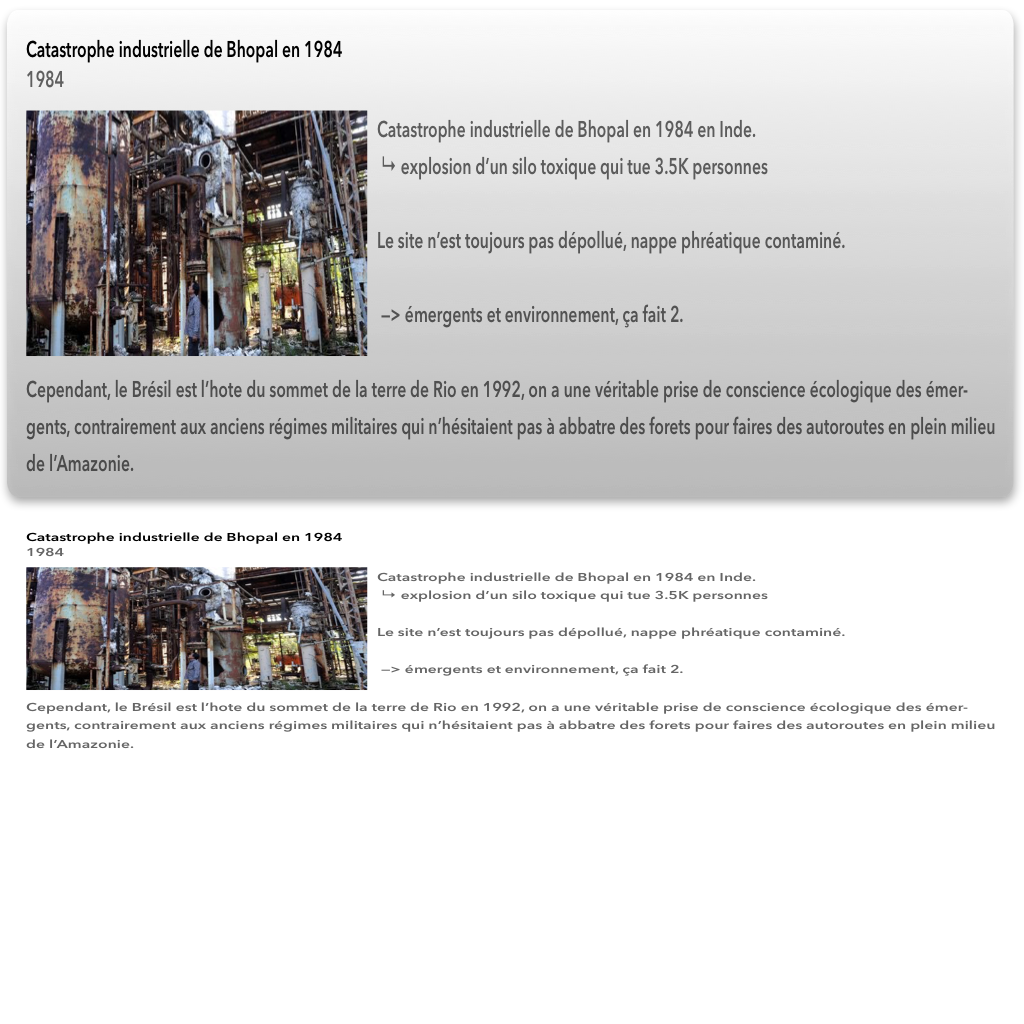 Catastrophe industrielle de Bhopal en 1984
1984
Catastrophe industrielle de Bhopal en 1984 en Inde.
↳ explosion d’un silo toxique qui tue 3.5K personnes
Le site n’est toujours pas dépollué, nappe phréatique contaminé.
—> émergents et environnement, ça fait 2.
Cependant, le Brésil est l’hote du sommet de la terre de Rio en 1992, on a une véritable prise de conscience écologique des émer-
gents, contrairement aux anciens régimes militaires qui n’hésitaient pas à abbatre des forets pour faires des autoroutes en plein milieu
de l’Amazonie.
Catastrophe industrielle de Bhopal en 1984
1984
Catastrophe industrielle de Bhopal en 1984 en Inde.
↳ explosion d’un silo toxique qui tue 3.5K personnes
Le site n’est toujours pas dépollué, nappe phréatique contaminé.
—> émergents et environnement, ça fait 2.
Cependant, le Brésil est l’hote du sommet de la terre de Rio en 1992, on a une véritable prise de conscience écologique des émer-
gents, contrairement aux anciens régimes militaires qui n’hésitaient pas à abbatre des forets pour faires des autoroutes en plein milieu
de l’Amazonie.